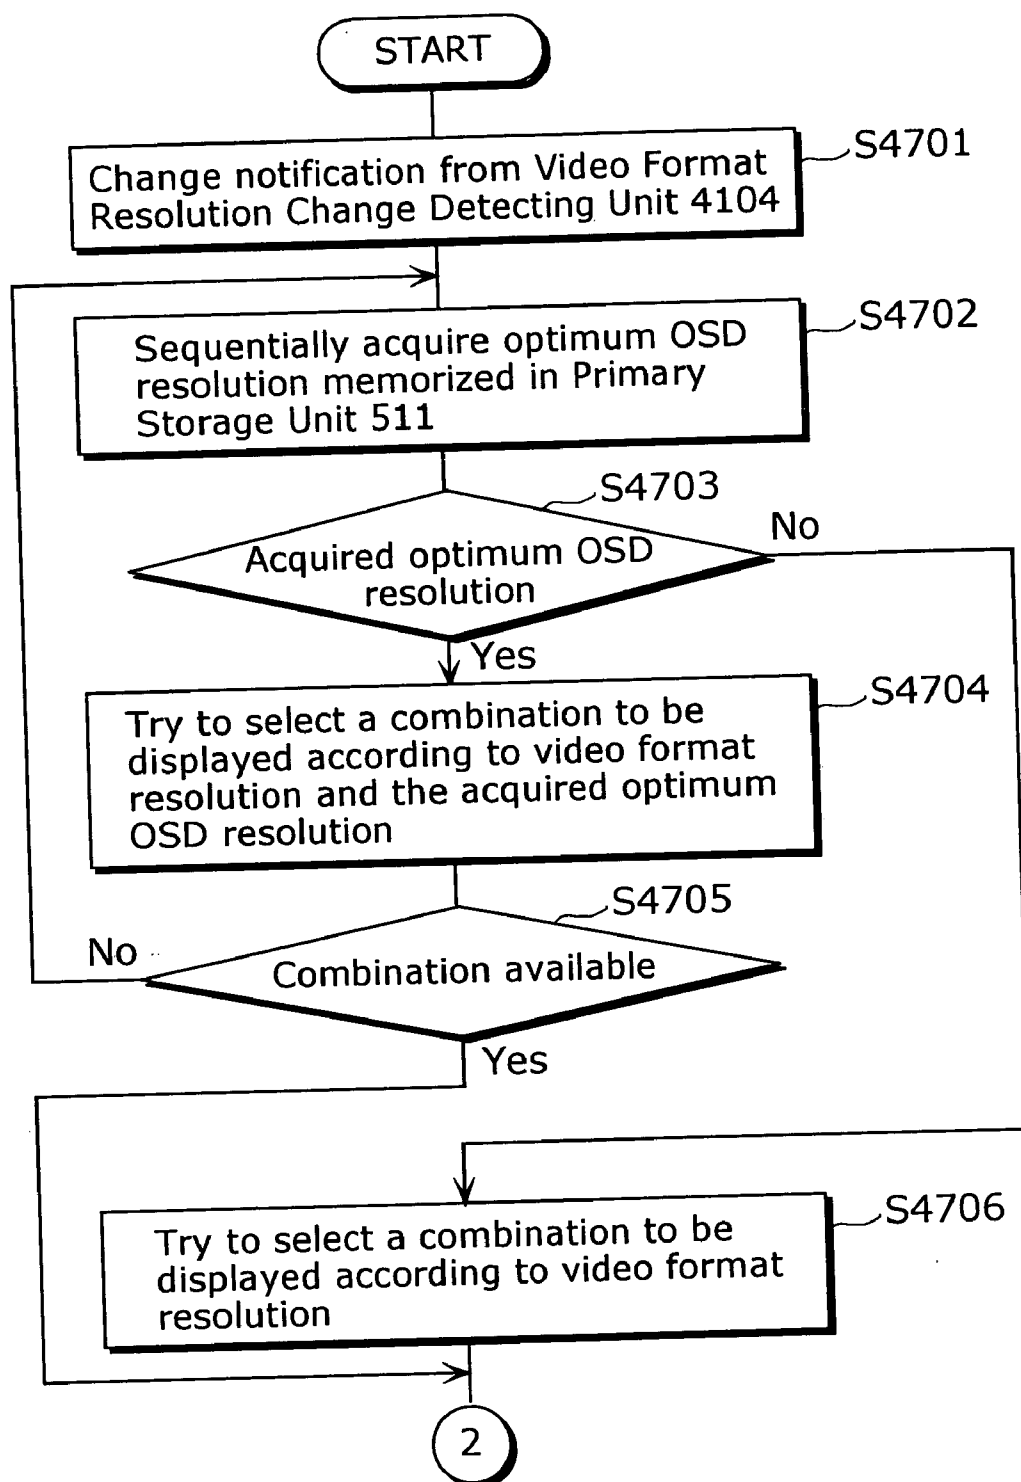 START
S4701
Change notification from Video Format
Resolution Change Detecting Unit 4104
S4702
Sequentially acquire optimum OSD
resolution memorized in Primary
Storage Unit 511
S4703
No
Acquired optimum OSD
resolution
Yes
S4704
Try to select a combination to be
displayed according to video format
resolution and the acquired optimum
OSD resolution
S4705
No
Combination available
Yes
S4706
Try to select a combination to be
displayed according to video format
resolution
2